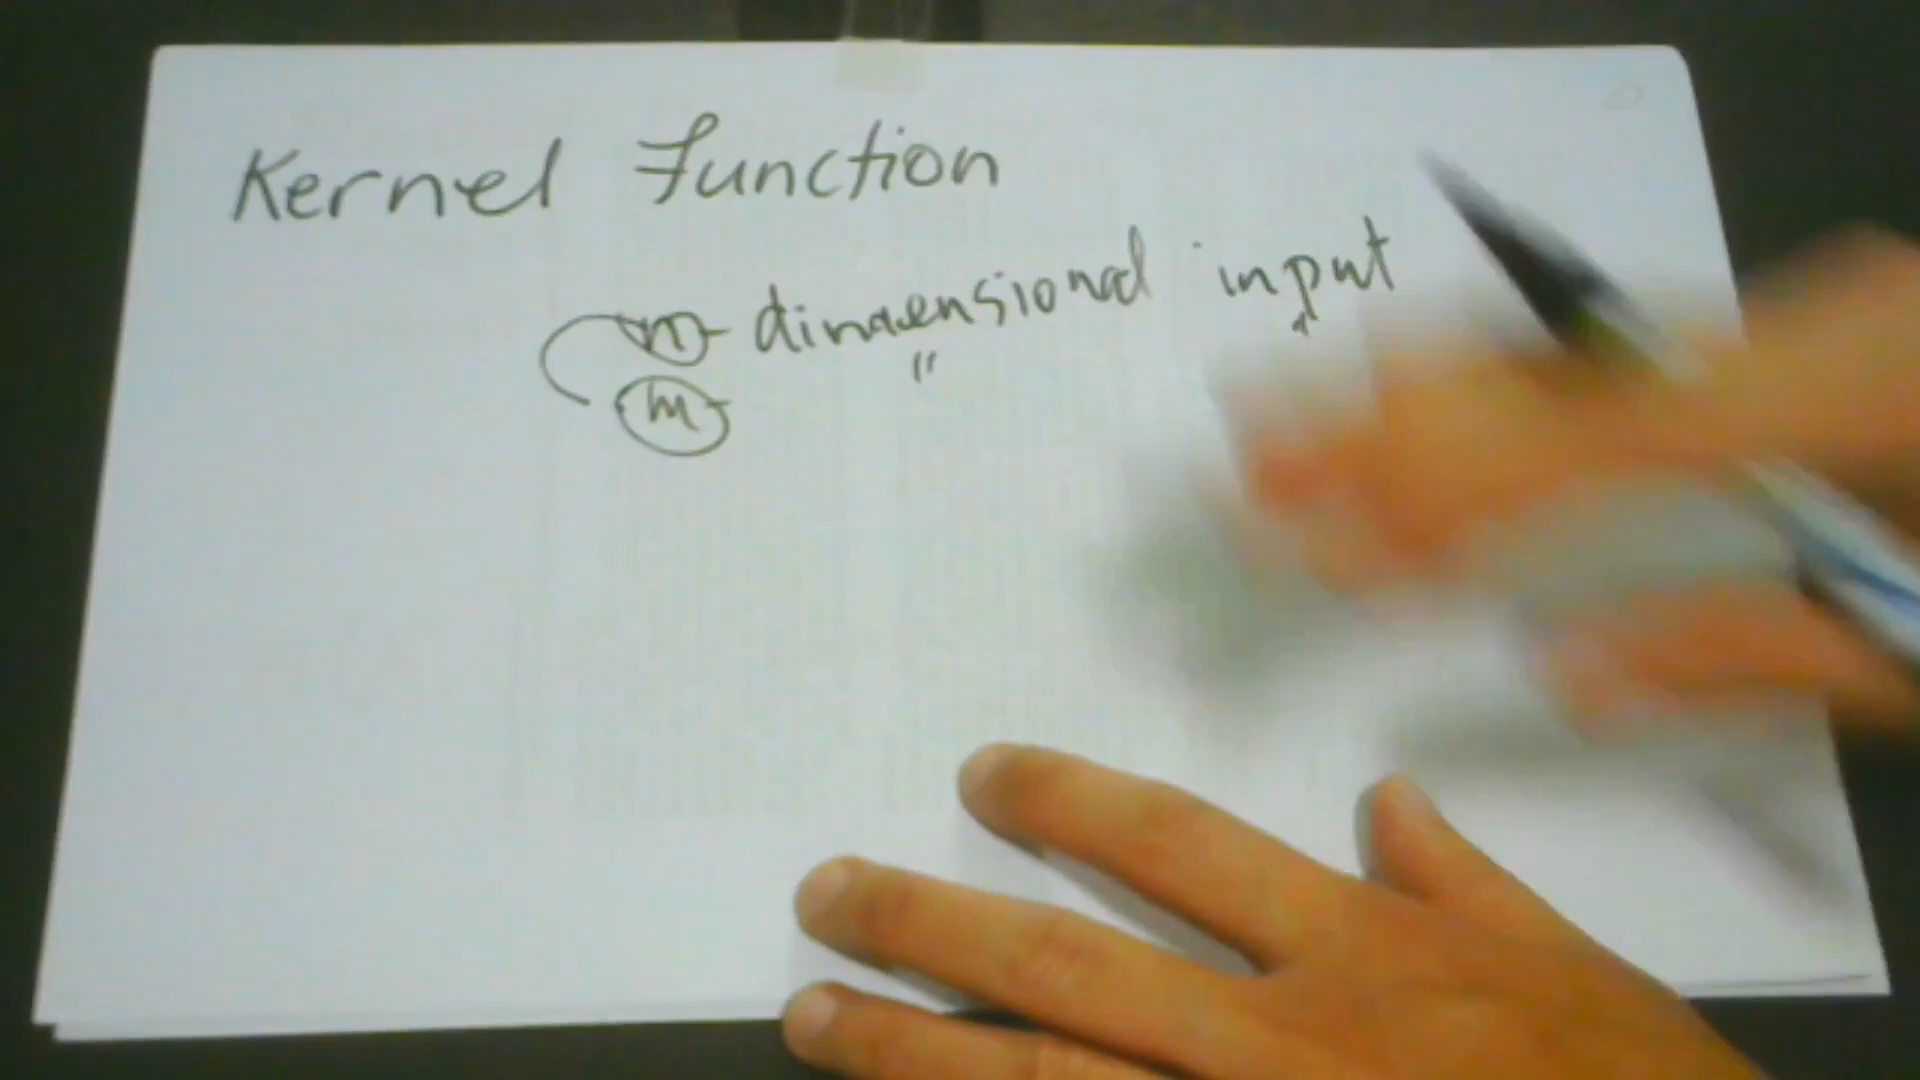 Kernel Function
n- dimensional input
m- " "